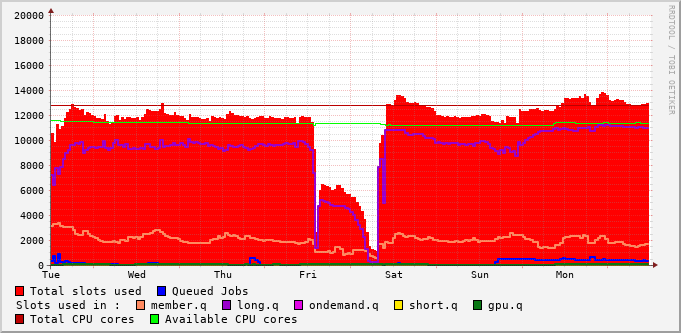 20000
18000
16000
14000
12000
10000
8000
6000
4000
2000
0
Tue Wed Thu Fri Sat Sun Mon
RRDTOOL / TOBI OETIKER
Total slots used Queued Jobs
Slots used in : member.q long.q ondemand.q short.q gpu.q
Total CPU cores Available CPU cores